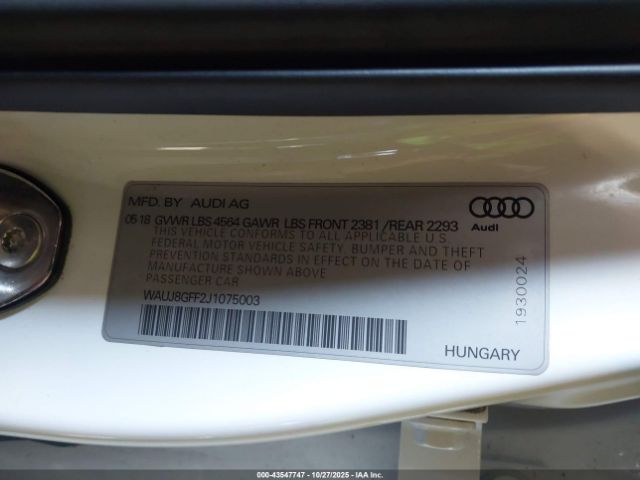 MFD. BY AUDI AG
05 18 GVWR LBS 4564 GAWR LBS FRONT 2381 /REAR 2293
THIS VEHICLE CONFORMS TO ALL APPLICABLE U.S.
FEDERAL MOTOR VEHICLE SAFETY, BUMPER AND THEFT
PREVENTION STANDARDS IN EFFECT ON THE DATE OF
MANUFACTURE SHOWN ABOVE
PASSENGER CAR
WAUJ8GFF2J1075003
Audi
1930024
HUNGARY
000-43547747 - 10/27/2025 - IAA Inc.